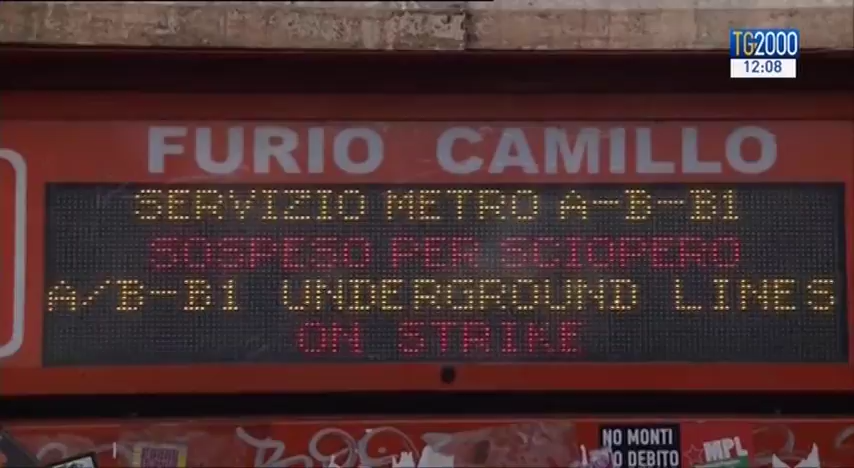 TG2000
12:08
FURIO CAMILLO
SERVIZIO METRO A-B-B1
SOSPESO PER SCIOPERO
A/B-B1 UNDERGROUND LINES
ON STRIKE
NO MONTI
NO DEBITO
MPL